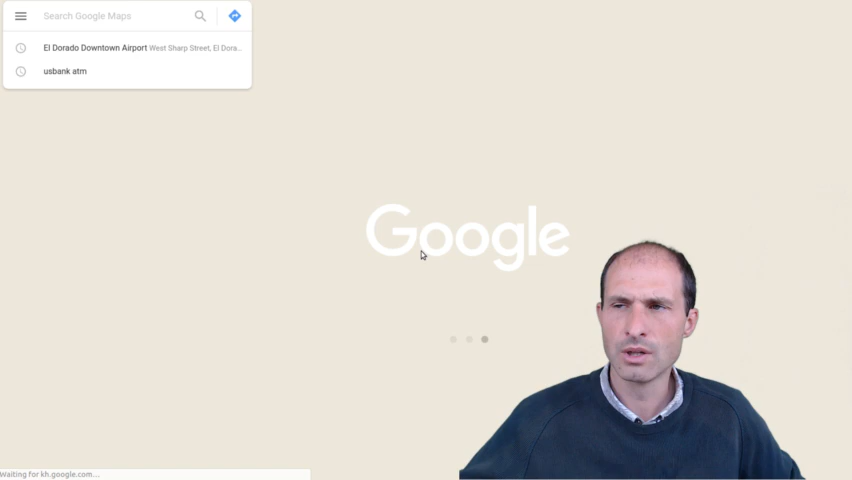 Search Google Maps
El Dorado Downtown Airport West Sharp Street, El Dora...
usbank atm
Google
Waiting for kh.google.com...